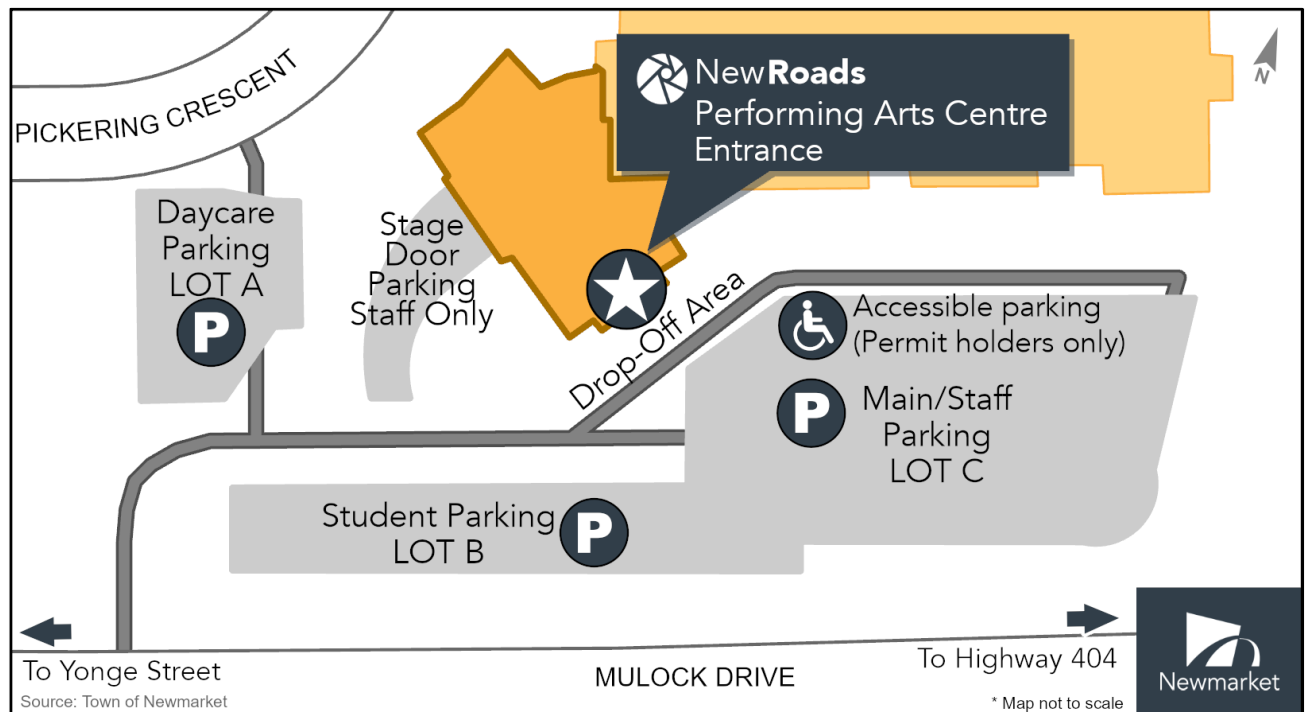 PICKERING CRESCENT
N
NewRoads
Performing Arts Centre
Entrance
Daycare
Parking
LOT A
P
Stage
Door
Parking
Staff Only
Drop-Off Area
Accessible parking
(Permit holders only)
P
Main/Staff
Parking
LOT C
Student Parking
LOT B
P
To Yonge Street
Source: Town of Newmarket
MULOCK DRIVE
To Highway 404
* Map not to scale
Newmarket